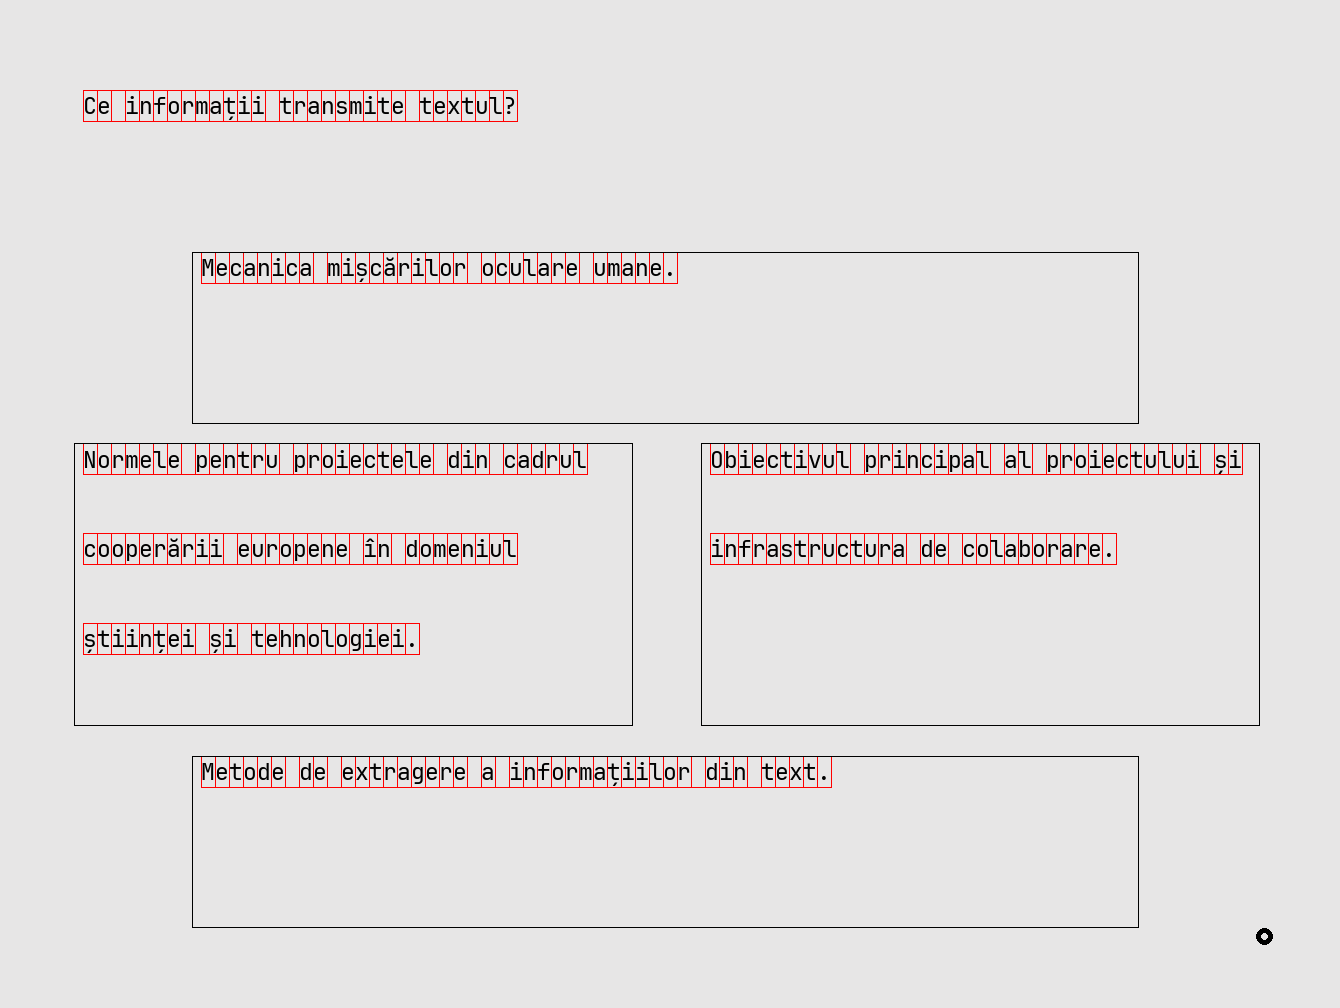 Ce informații transmite textul?
Mecanica mișcărilor oculare umane.
Normele pentru proiectele din cadrul
cooperării europene în domeniul
științei și tehnologiei.
Obiectivul principal al proiectului și
infrastructura de colaborare.
Metode de extragere a informațiilor din text.